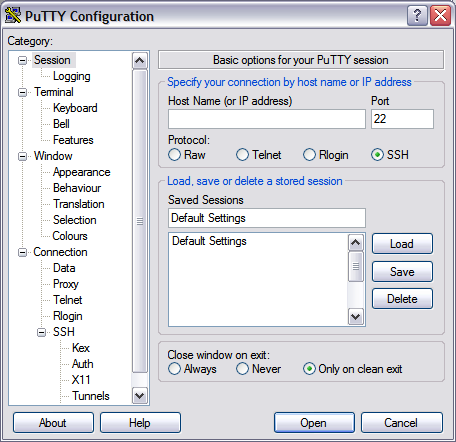 PuTTY Configuration
Category:
Session
Logging
Terminal
Keyboard
Bell
Features
Window
Appearance
Behaviour
Translation
Selection
Colours
Connection
Data
Proxy
Telnet
Rlogin
SSH
Kex
Auth
X11
Tunnels
Basic options for your PuTTY session
Specify your connection by host name or IP address
Host Name (or IP address) Port
22
Protocol:
Raw Telnet Rlogin SSH
Load, save or delete a stored session
Saved Sessions
Default Settings
Default Settings
Load
Save
Delete
Close window on exit:
Always Never Only on clean exit
About Help Open Cancel